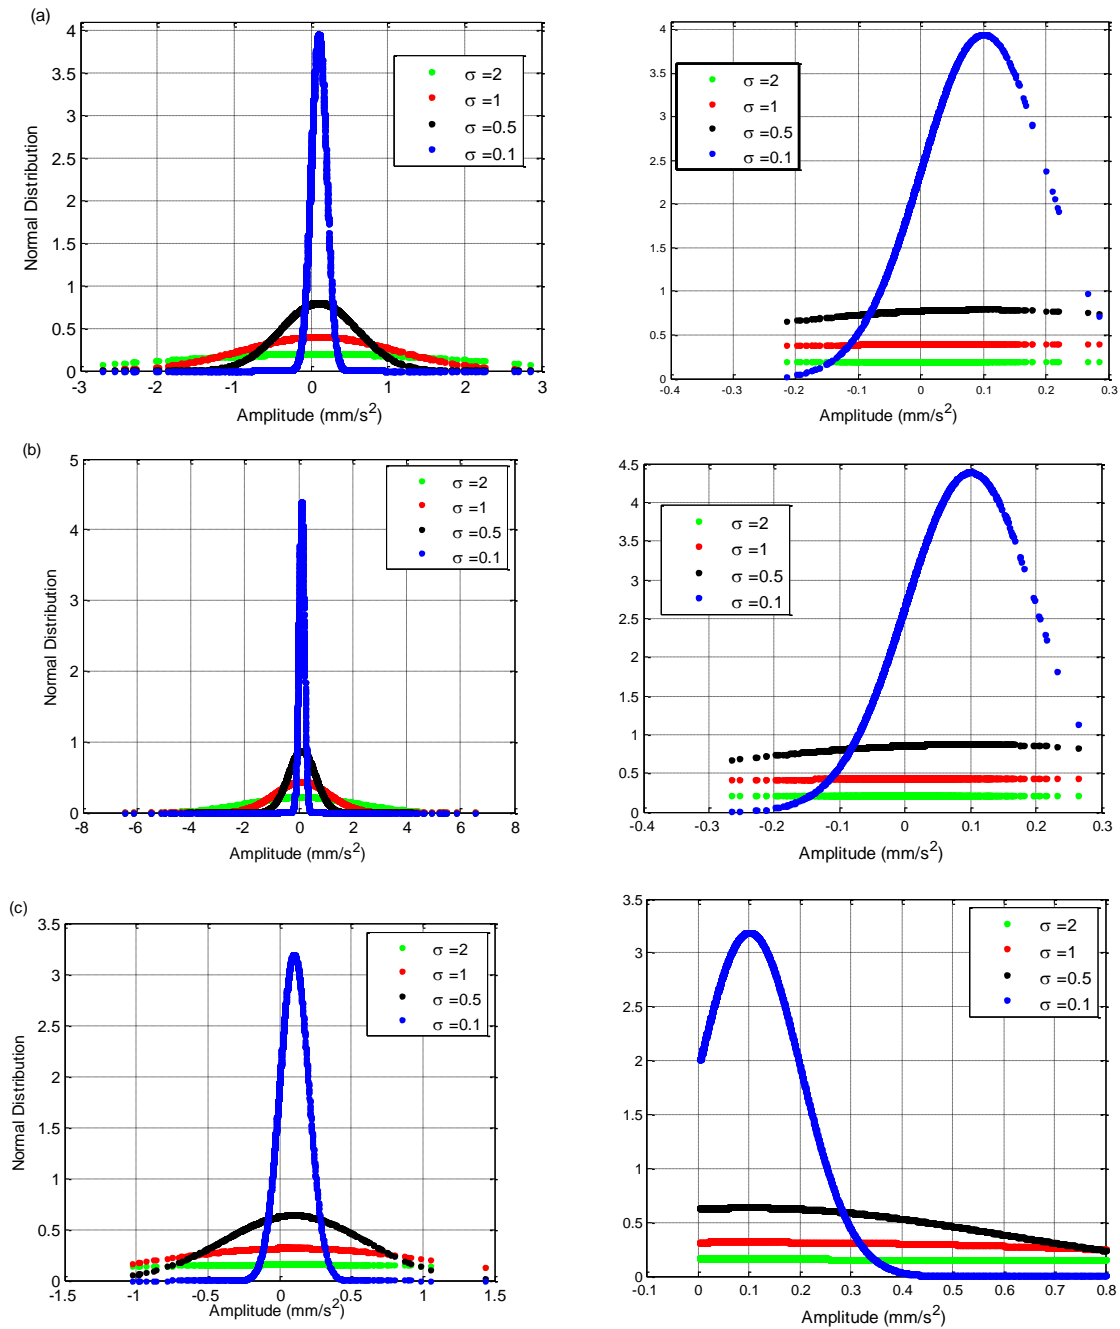 (a)
4
3.5
3
2.5
2
1.5
1
0.5
0
-3
-2
-1
0
1
2
3
Normal Distribution
Amplitude (mm/s²)
σ =2
σ =1
σ =0.5
σ =0.1
4
3.5
3
2.5
2
1.5
1
0.5
0
-0.4
-0.3
-0.2
-0.1
0
0.1
0.2
0.3
Amplitude (mm/s²)
σ =2
σ =1
σ =0.5
σ =0.1
(b)
5
4
3
2
1
0
-8
-6
-4
-2
0
2
4
6
8
Normal Distribution
Amplitude (mm/s²)
σ =2
σ =1
σ =0.5
σ =0.1
4.5
4
3.5
3
2.5
2
1.5
1
0.5
0
-0.4
-0.3
-0.2
-0.1
0
0.1
0.2
0.3
Amplitude (mm/s²)
σ =2
σ =1
σ =0.5
σ =0.1
(c)
3.5
3
2.5
2
1.5
1
0.5
0
-1.5
-1
-0.5
0
0.5
1
1.5
Normal Distribution
Amplitude (mm/s²)
σ =2
σ =1
σ =0.5
σ =0.1
3.5
3
2.5
2
1.5
1
0.5
0
-0.1
0
0.1
0.2
0.3
0.4
0.5
0.6
0.7
0.8
Amplitude (mm/s²)
σ =2
σ =1
σ =0.5
σ =0.1